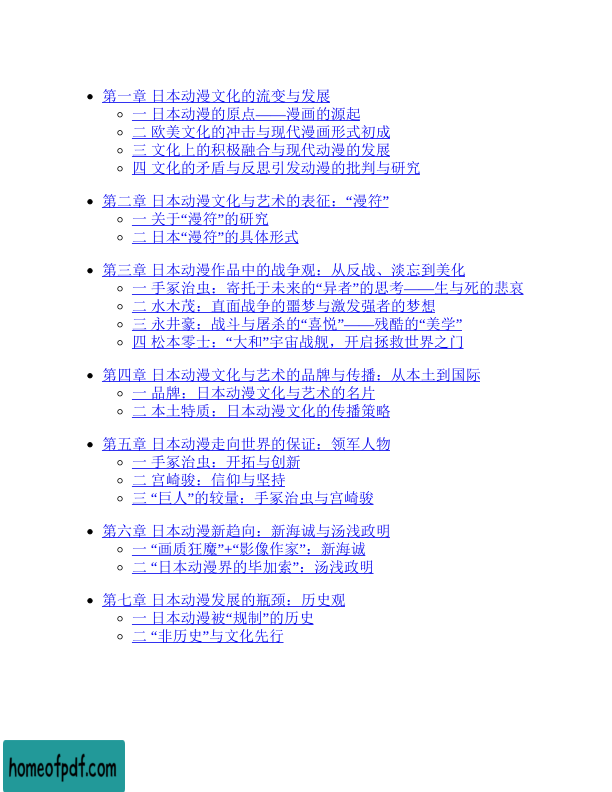 第一章 日本动漫文化的流变与发展
一 日本动漫的原点——漫画的源起
二 欧美文化的冲击与现代漫画形式初成
三 文化上的积极融合与现代动漫的发展
四 文化的矛盾与反思引发动漫的批判与研究
第二章 日本动漫文化与艺术的表征：“漫符”
一 关于“漫符”的研究
二 日本“漫符”的具体形式
第三章 日本动漫作品中的战争观：从反战、淡忘到美化
一 手冢治虫：寄托于未来的“异者”的思考——生与死的悲哀
二 水木茂：直面战争的噩梦与激发强者的梦想
三 永井豪：战斗与屠杀的“喜悦”——残酷的“美学”
四 松本零士：“大和”宇宙战舰，开启拯救世界之门
第四章 日本动漫文化与艺术的品牌与传播：从本土到国际
一 品牌：日本动漫文化与艺术的名片
二 本土特质：日本动漫文化的传播策略
第五章 日本动漫走向世界的保证：领军人物
一 手冢治虫：开拓与创新
二 宫崎骏：信仰与坚持
三 “巨人”的较量：手冢治虫与宫崎骏
第六章 日本动漫新趋向：新海诚与汤浅政明
一 “画质狂魔”+“影像作家”：新海诚
二 “日本动漫界的毕加索”：汤浅政明
第七章 日本动漫发展的瓶颈：历史观
一 日本动漫被“规制”的历史
二 “非历史”与文化先行
homeofpdf.com